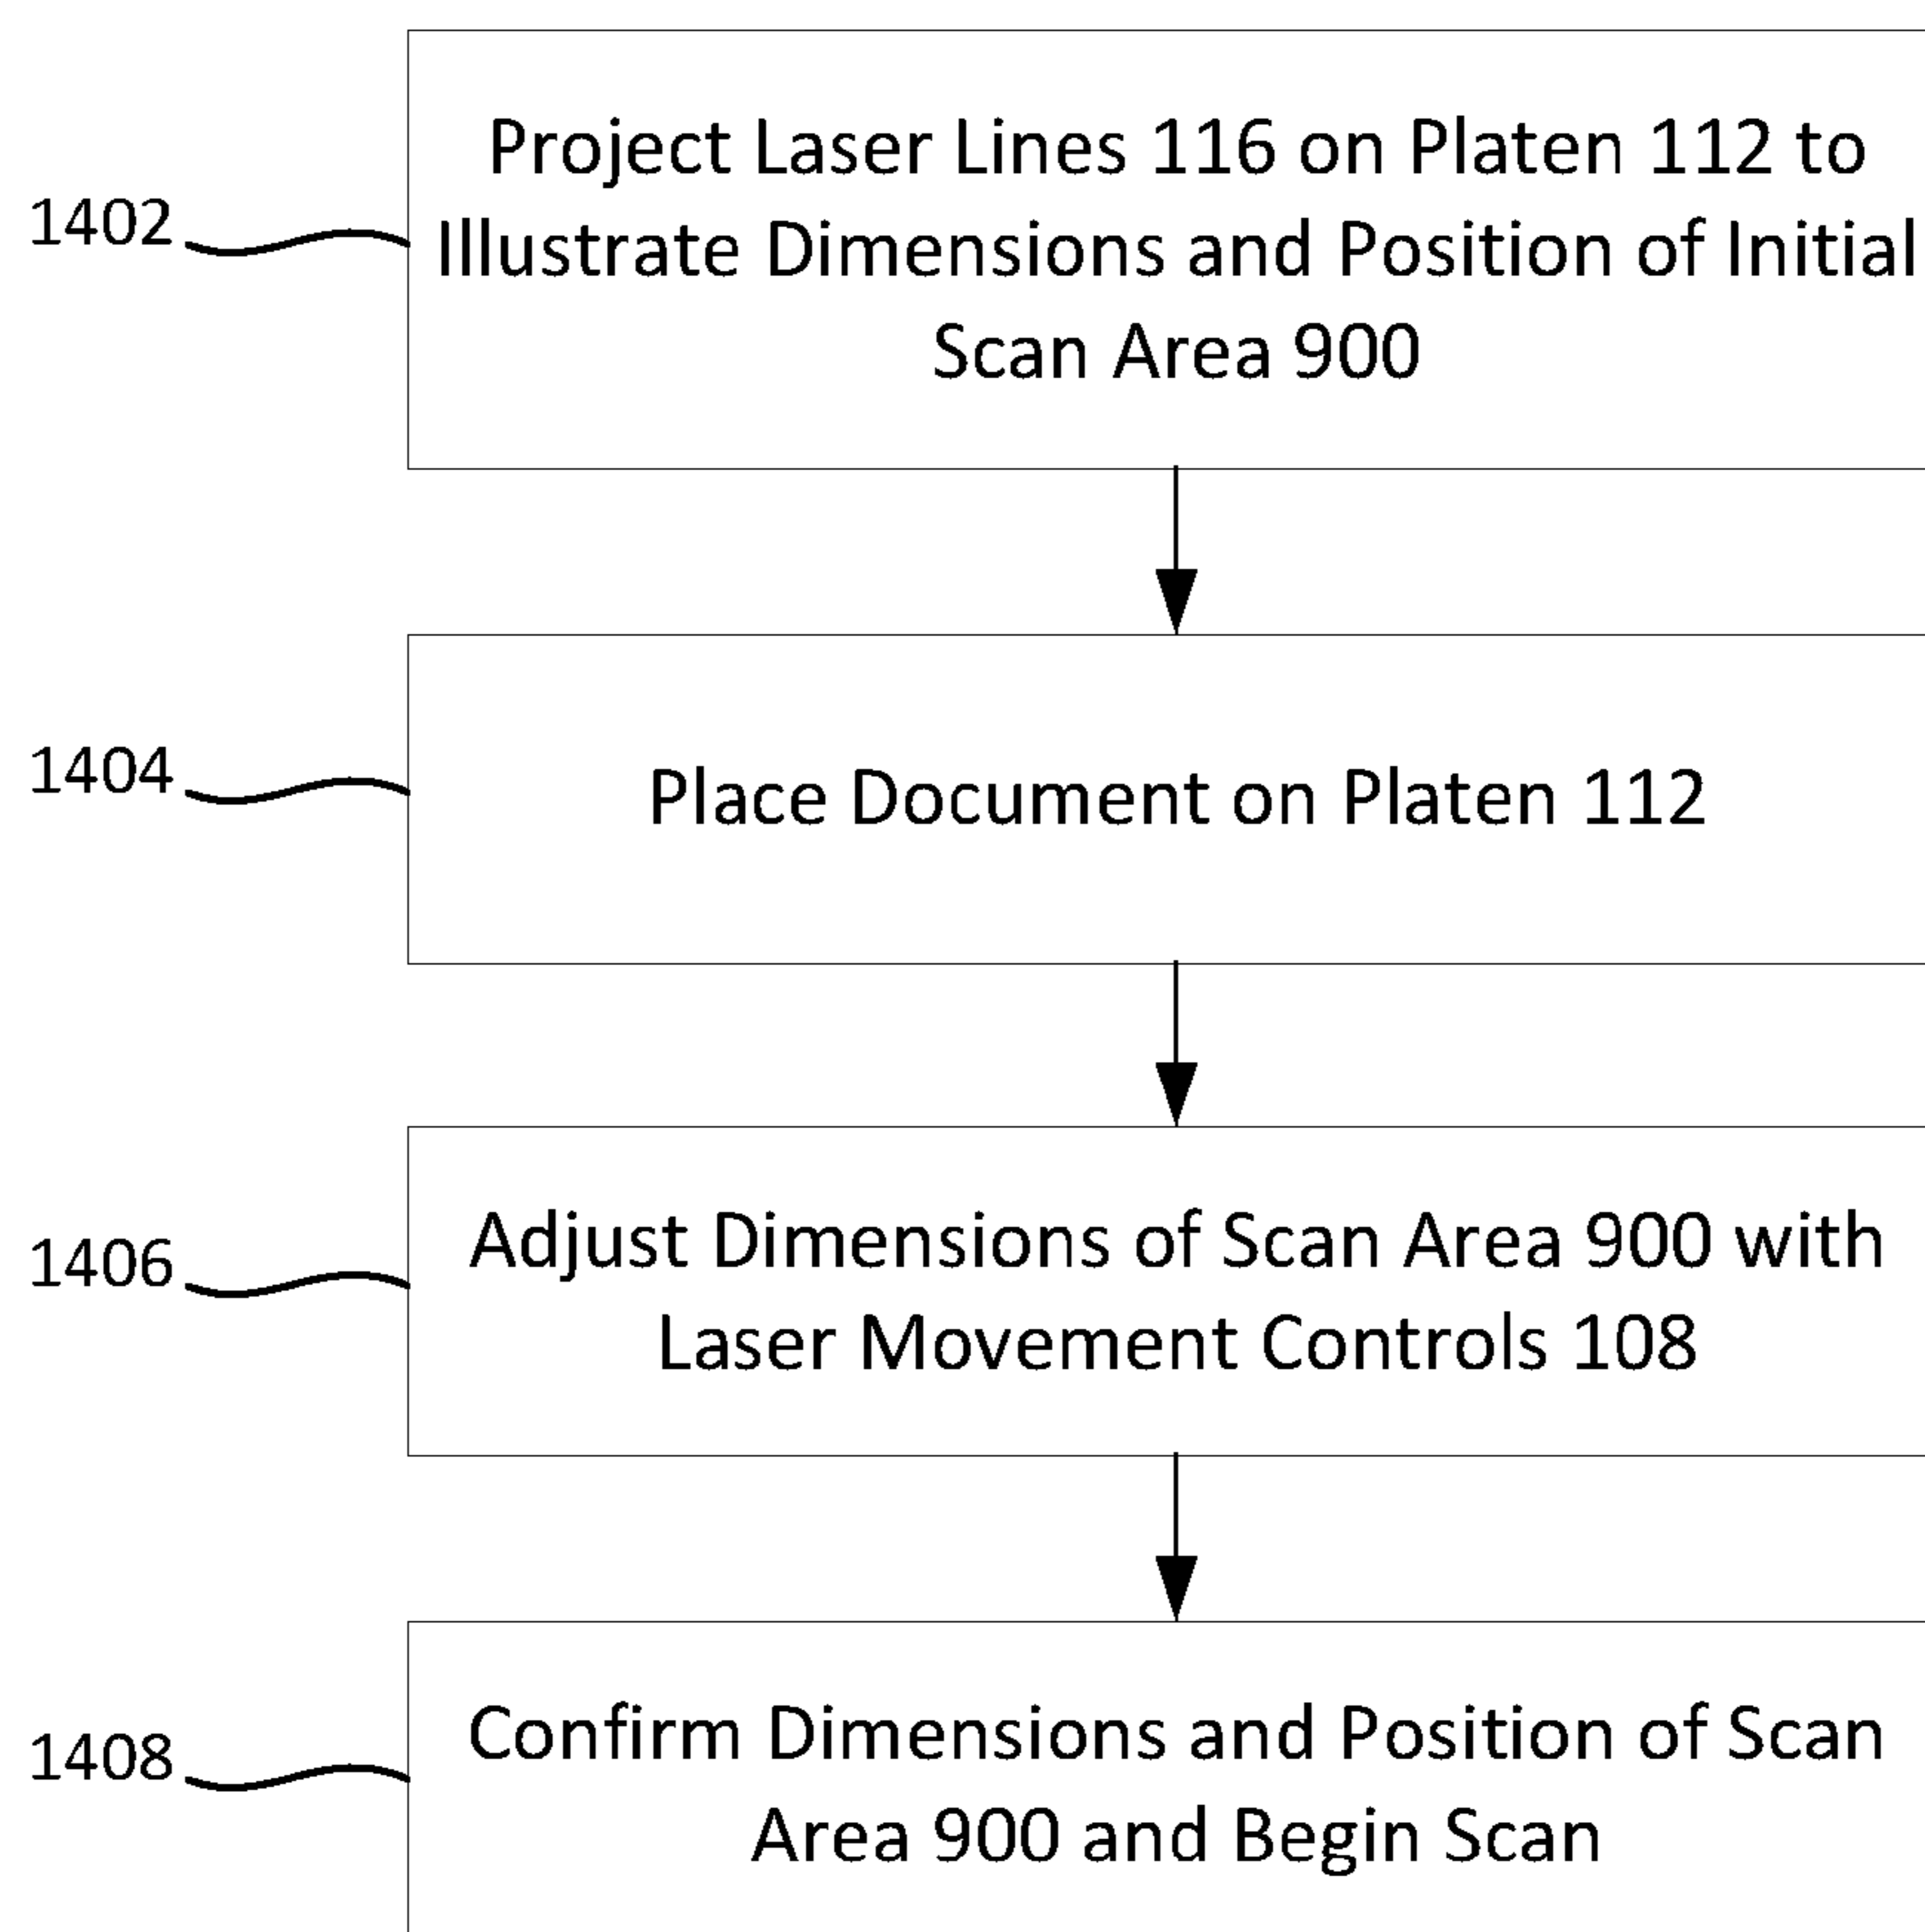 Project Laser Lines 116 on Platen 112 to
1402
Illustrate Dimensions and Position of Initial
Scan Area 900
1404
Place Document on Platen 112
Adjust Dimensions of Scan Area 900 with
1406
Laser Movement Controls 108
Confirm Dimensions and Position of Scan
1408
Area 900 and Begin Scan